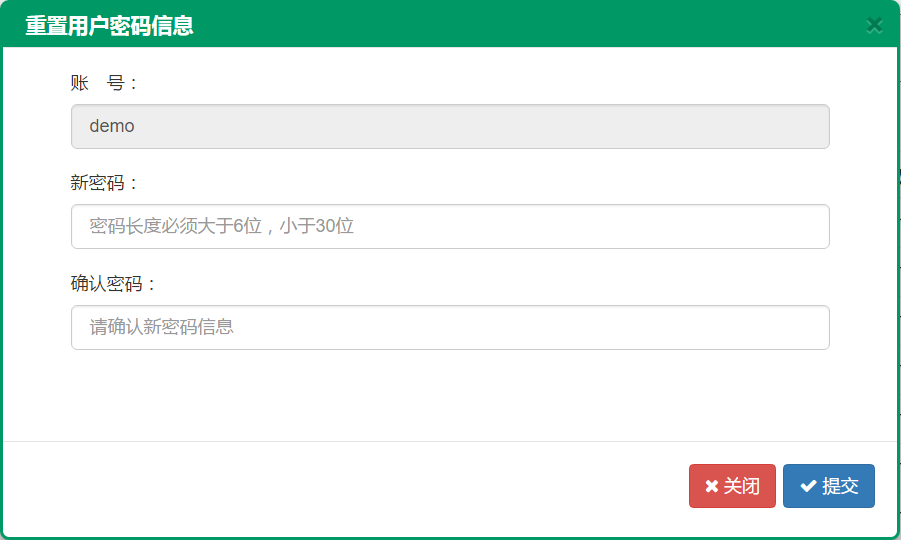 重置用户密码信息
账　号：
demo
新密码：
密码长度必须大于6位，小于30位
确认密码：
请确认新密码信息
关闭
提交